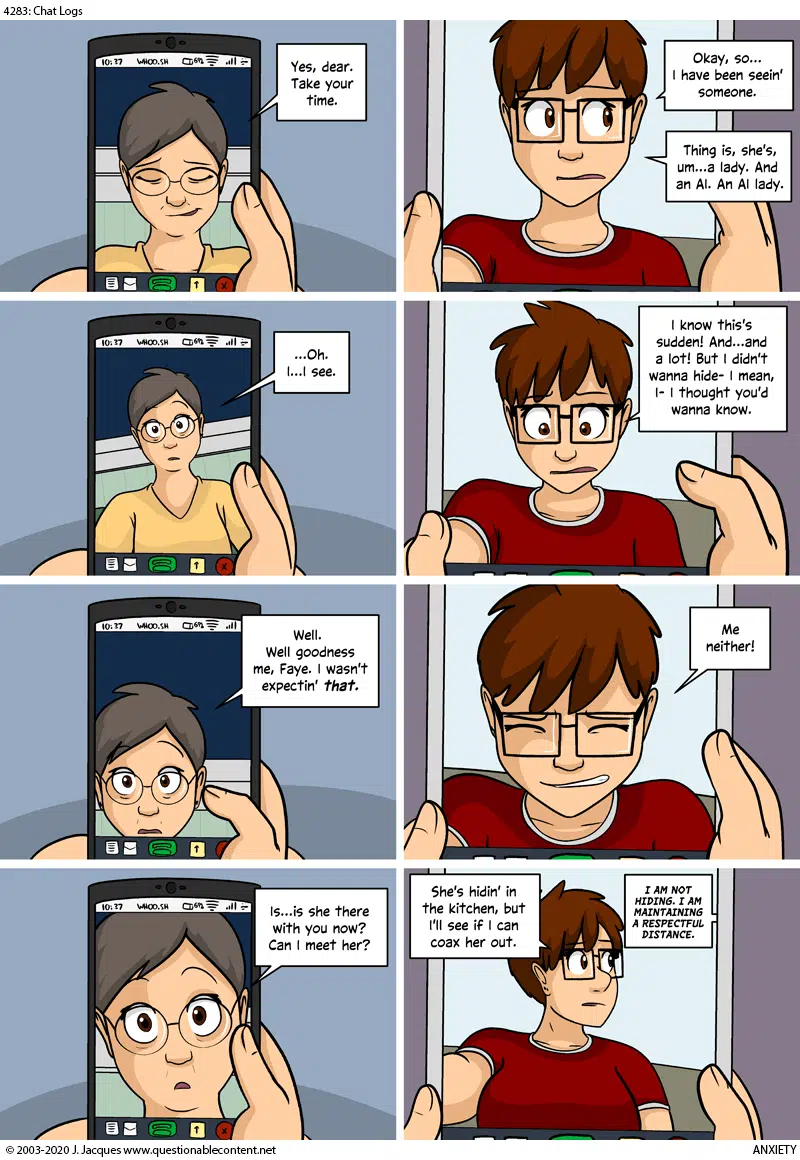 4283: Chat Logs
10:37 WHOO.SH 69%
Yes, dear.
Take your
time.
Okay, so...
I have been seein'
someone.
Thing is, she's,
um...a lady. And
an AI. An AI lady.
10:37 WHOO.SH 69%
...Oh.
I...I see.
I know this's
sudden! And...and
a lot! But I didn't
wanna hide- I mean,
I- I thought you'd
wanna know.
10:37 WHOO.SH 69%
Well.
Well goodness
me, Faye. I wasn't
expectin' that.
Me
neither!
10:37 WHOO.SH 69%
Is...is she there
with you now?
Can I meet her?
She's hidin' in
the kitchen, but
I'll see if I can
coax her out.
I AM NOT
HIDING. I AM
MAINTAINING
A RESPECTFUL
DISTANCE.
© 2003-2020 J. Jacques www.questionablecontent.net
ANXIETY